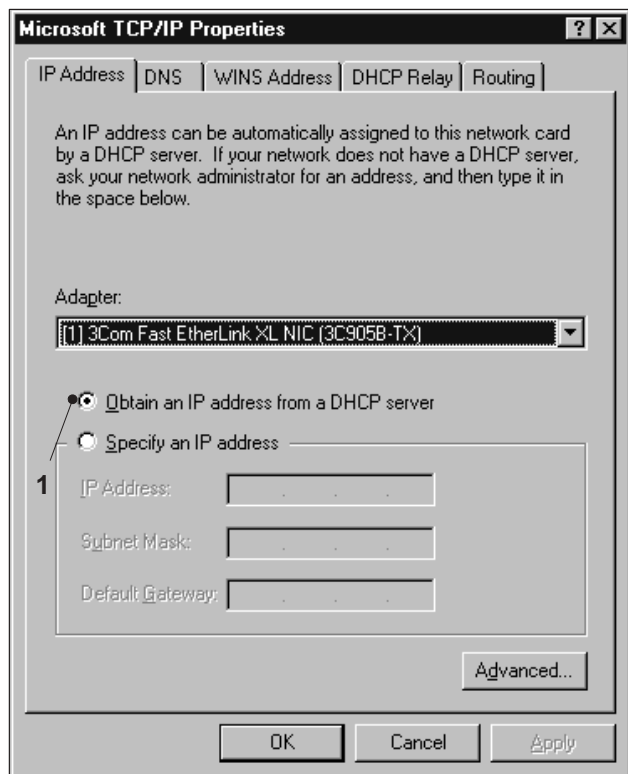 Microsoft TCP/IP Properties
IP Address DNS WINS Address DHCP Relay Routing
An IP address can be automatically assigned to this network card
by a DHCP server. If your network does not have a DHCP server,
ask your network administrator for an address, and then type it in
the space below.
Adapter:
[1] 3Com Fast EtherLink XL NIC (3C905B-TX)
Obtain an IP address from a DHCP server
Specify an IP address
1
IP Address:
Subnet Mask:
Default Gateway:
Advanced...
OK Cancel Apply